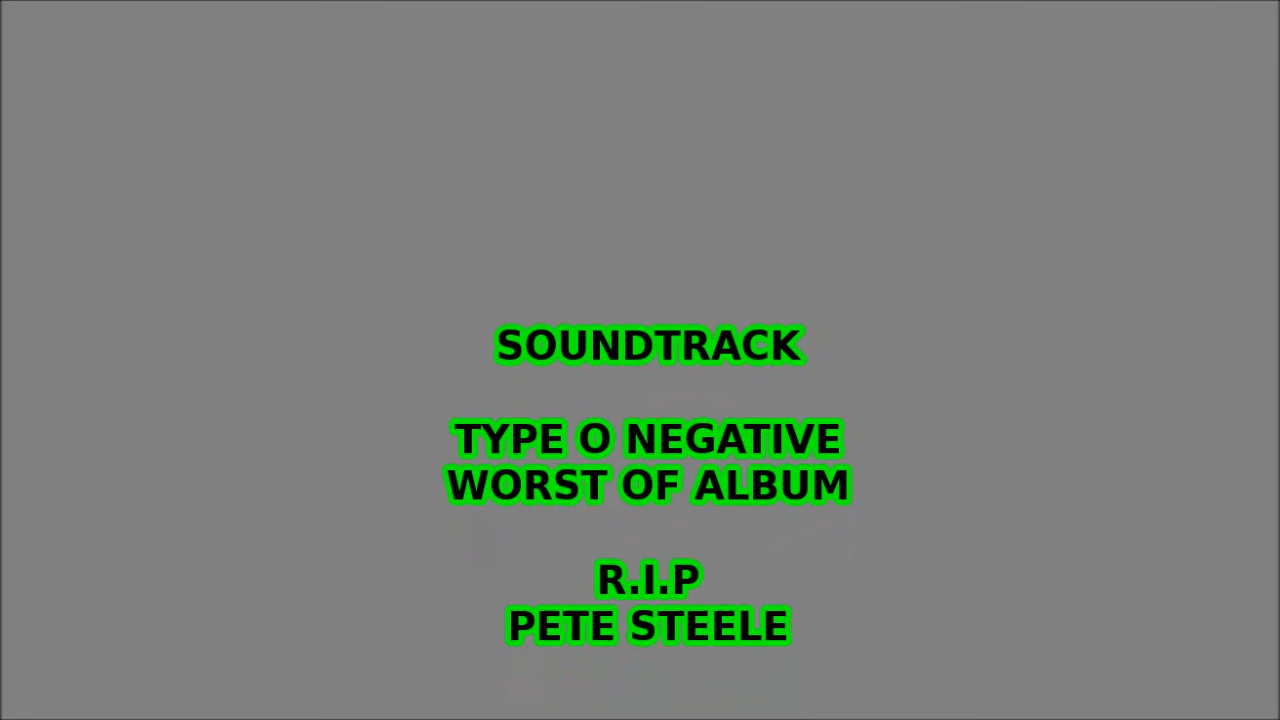 SOUNDTRACK
TYPE O NEGATIVE
WORST OF ALBUM
R.I.P
PETE STEELE